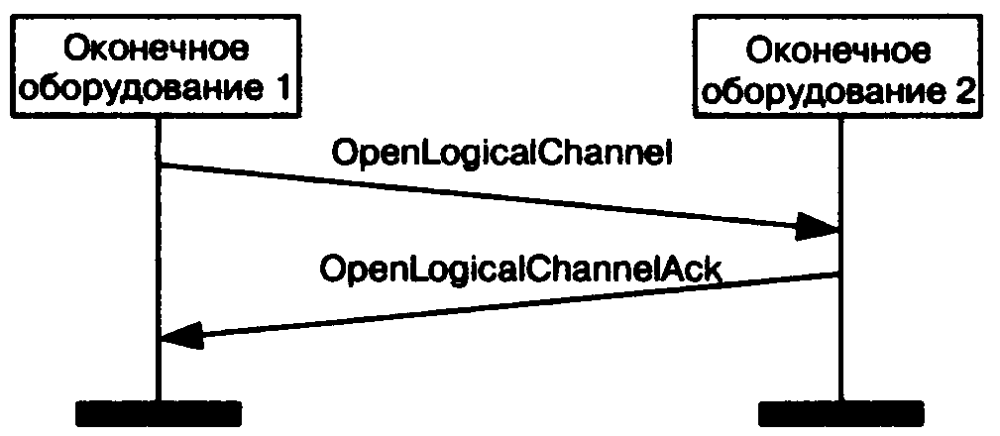 Оконечное
оборудование 1
Оконечное
оборудование 2
OpenLogicalChannel
OpenLogicalChannelAck